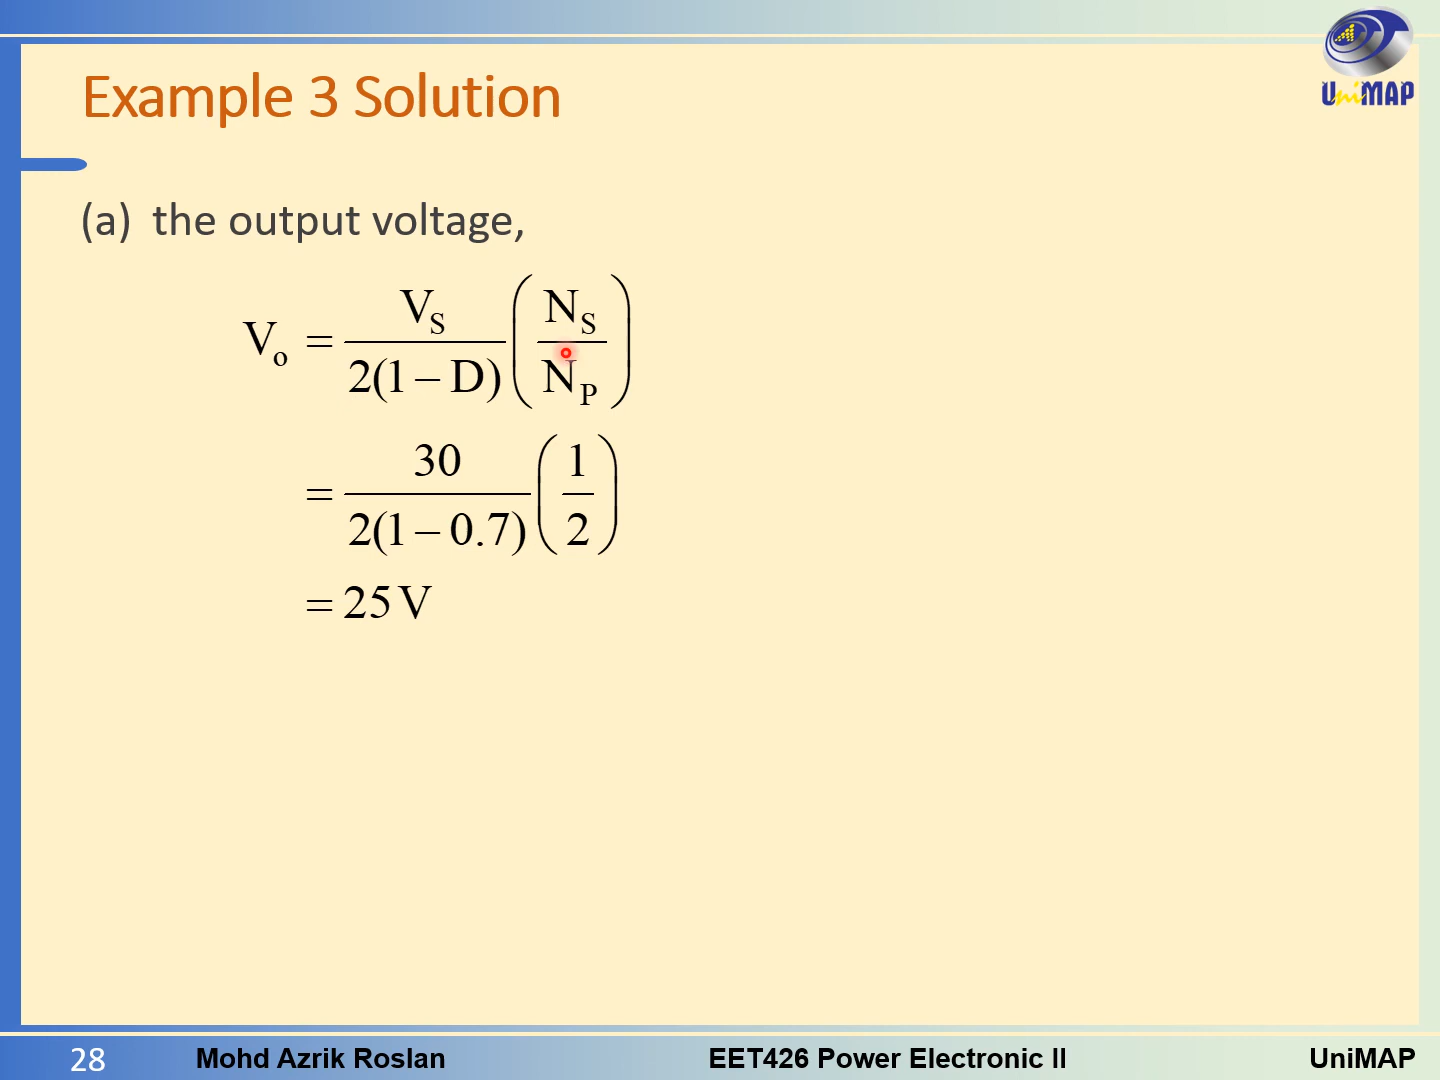 UniMAP
Example 3 Solution
(a) the output voltage,
V_o = V_S / 2(1 – D) (N_S / N_P)
= 30 / 2(1 – 0.7) (1 / 2)
= 25 V
28 Mohd Azrik Roslan EET426 Power Electronic II UniMAP